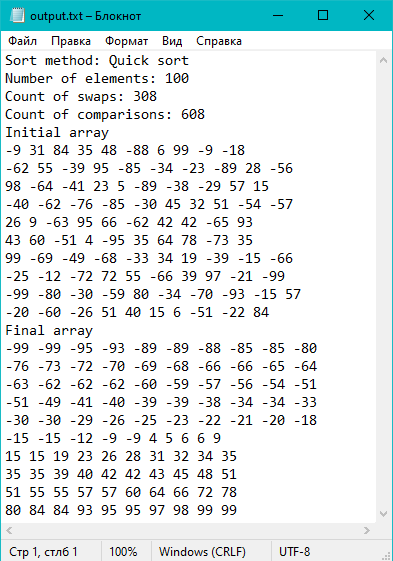 output.txt – Блокнот
Файл Правка Формат Вид Справка
Sort method: Quick sort
Number of elements: 100
Count of swaps: 308
Count of comparisons: 608
Initial array
-9 31 84 35 48 -88 6 99 -9 -18
-62 55 -39 95 -85 -34 -23 -89 28 -56
98 -64 -41 23 5 -89 -38 -29 57 15
-40 -62 -76 -85 -30 45 32 51 -54 -57
26 9 -63 95 66 -62 42 42 -65 93
43 60 -51 4 -95 35 64 78 -73 35
99 -69 -49 -68 -33 34 19 -39 -15 -66
-25 -12 -72 72 55 -66 39 97 -21 -99
-99 -80 -30 -59 80 -34 -70 -93 -15 57
-20 -60 -26 51 40 15 6 -51 -22 84
Final array
-99 -99 -95 -93 -89 -89 -88 -85 -85 -80
-76 -73 -72 -70 -69 -68 -66 -66 -65 -64
-63 -62 -62 -62 -60 -59 -57 -56 -54 -51
-51 -49 -41 -40 -39 -39 -38 -34 -34 -33
-30 -30 -29 -26 -25 -23 -22 -21 -20 -18
-15 -15 -12 -9 -9 4 5 6 6 9
15 15 19 23 26 28 31 32 34 35
35 35 39 40 42 42 43 45 48 51
51 55 55 57 57 60 64 66 72 78
80 84 84 93 95 95 97 98 99 99
Стр 1, стлб 1 100% Windows (CRLF) UTF-8